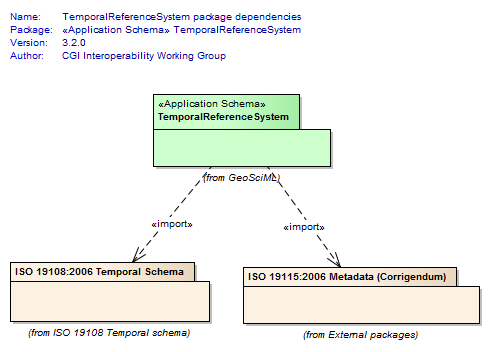 Name: TemporalReferenceSystem package dependencies
Package: «Application Schema» TemporalReferenceSystem
Version: 3.2.0
Author: CGI Interoperability Working Group
«Application Schema»
TemporalReferenceSystem
(from GeoSciML)
«import»
«import»
ISO 19108:2006 Temporal Schema
ISO 19115:2006 Metadata (Corrigendum)
(from ISO 19108 Temporal schema)
(from External packages)